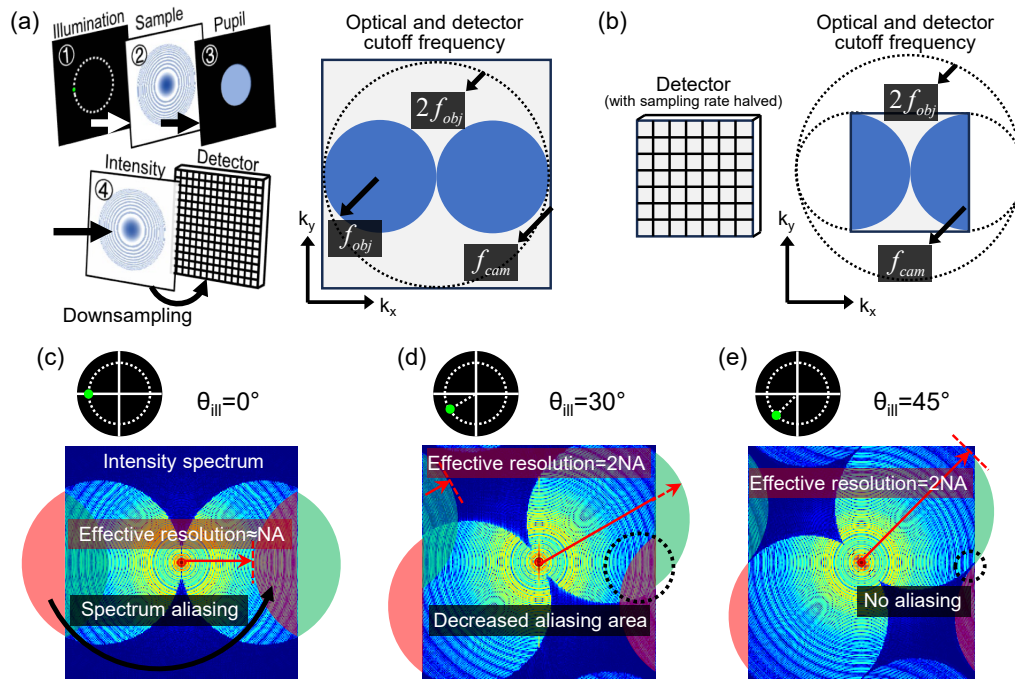 (a)
Illumination
Sample
Pupil
①
②
③
Intensity
Detector
④
Downsampling
Optical and detector
cutoff frequency
2f_obj
f_obj
f_cam
k_y
k_x
(b)
Detector
(with sampling rate halved)
Optical and detector
cutoff frequency
2f_obj
f_cam
k_y
k_x
(c)
θ_ill=0°
Intensity spectrum
Effective resolution≈NA
Spectrum aliasing
(d)
θ_ill=30°
Effective resolution=2NA
Decreased aliasing area
(e)
θ_ill=45°
Effective resolution=2NA
No aliasing